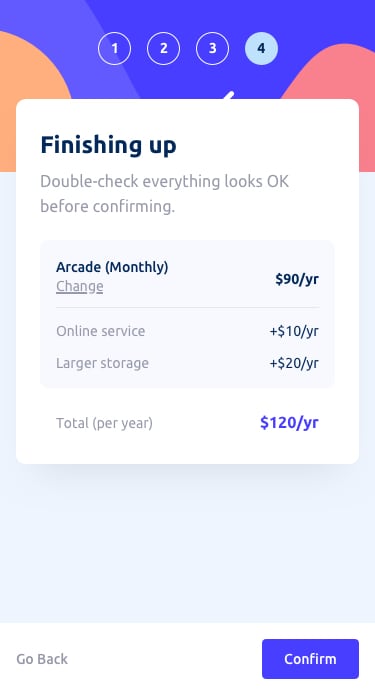 1 2 3 4
Finishing up
Double-check everything looks OK
before confirming.
Arcade (Monthly)
$90/yr
Change
Online service +$10/yr
Larger storage +$20/yr
Total (per year) $120/yr
Go Back Confirm